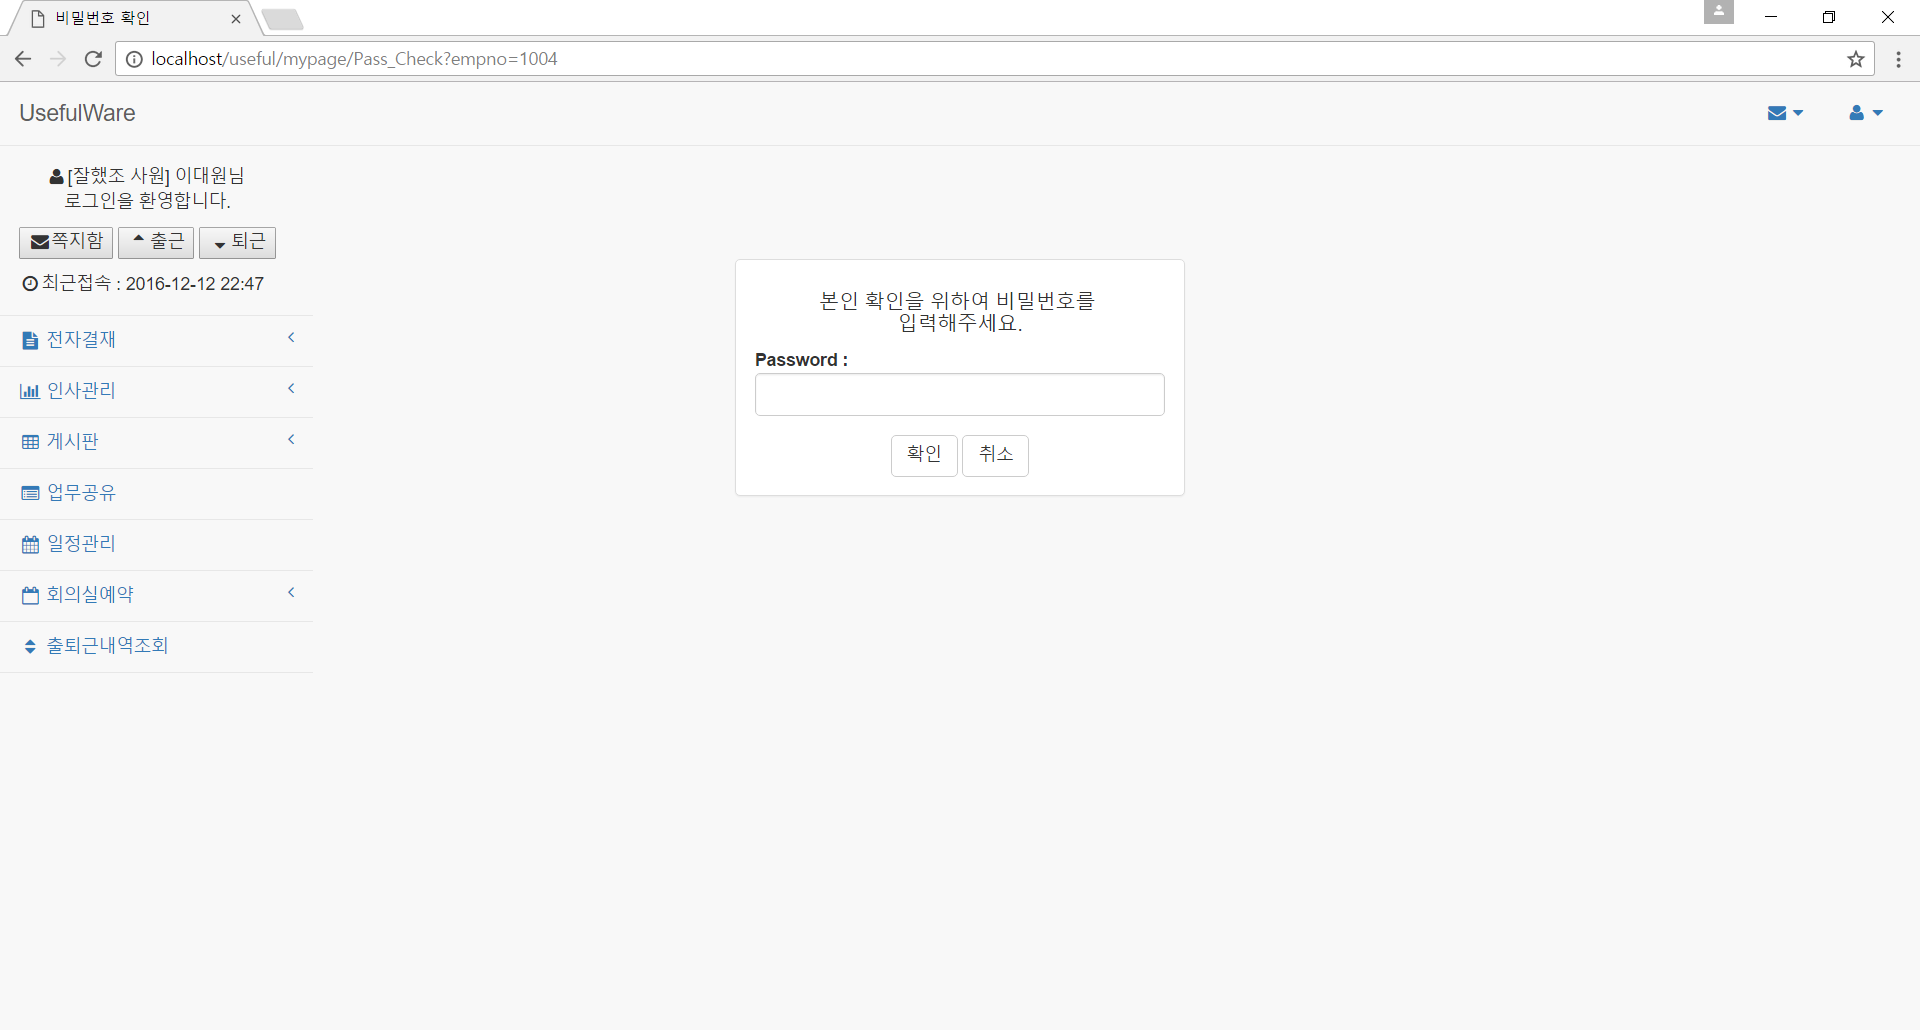 비밀번호 확인
localhost/useful/mypage/Pass_Check?empno=1004
UsefulWare
[잘했조 사원] 이대원님
로그인을 환영합니다.
쪽지함 출근 퇴근
최근접속 : 2016-12-12 22:47
전자결재
인사관리
게시판
업무공유
일정관리
회의실예약
출퇴근내역조회
본인 확인을 위하여 비밀번호를
입력해주세요.
Password :
확인 취소